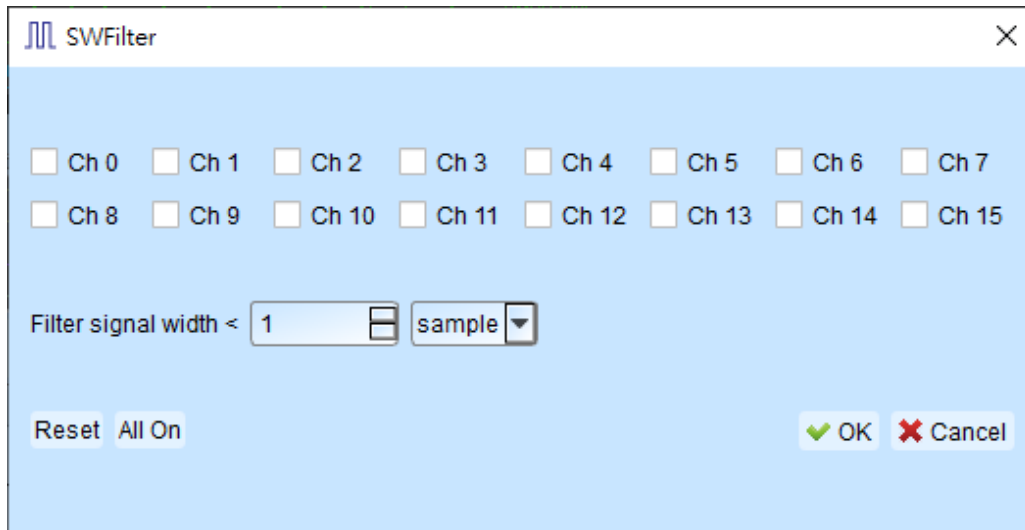 SWFilter
Ch 0 Ch 1 Ch 2 Ch 3 Ch 4 Ch 5 Ch 6 Ch 7
Ch 8 Ch 9 Ch 10 Ch 11 Ch 12 Ch 13 Ch 14 Ch 15
Filter signal width < 1 sample
Reset All On OK Cancel